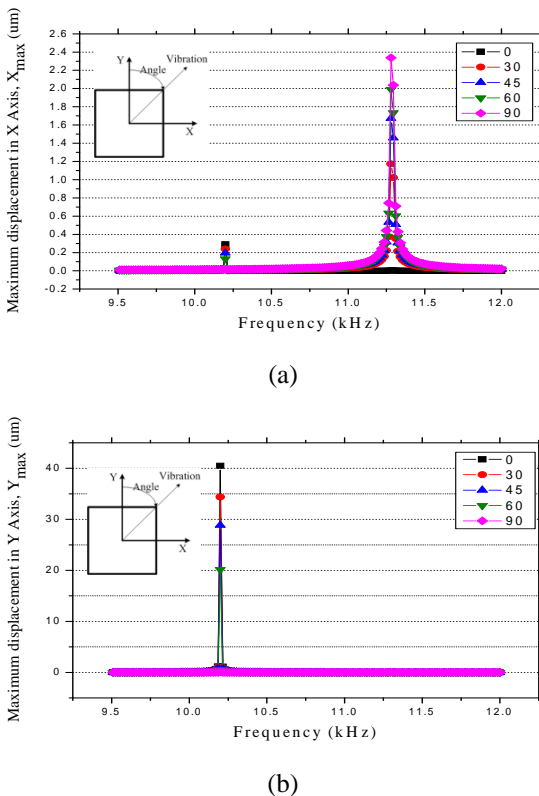 (a)
Maximum displacement in X Axis, Xmax (um)
2.6
2.4
2.2
2.0
1.8
1.6
1.4
1.2
1.0
0.8
0.6
0.4
0.2
0.0
-0.2
Y
Vibration
Angle
X
0
30
45
60
90
9.5 10.0 10.5 11.0 11.5 12.0
Frequency (kHz)
(a)
Maximum displacement in Y Axis, Ymax (um)
40
30
20
10
0
Y
Vibration
Angle
X
0
30
45
60
90
9.5 10.0 10.5 11.0 11.5 12.0
Frequency (kHz)
(b)